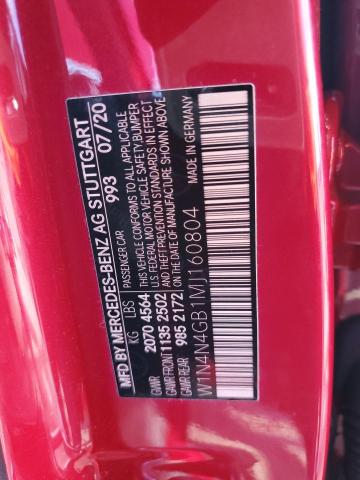 MFD BY MERCEDES-BENZ AG STUTTGART
993 07/20
KG LBS PASSENGER CAR
GVWR 2070 4564 THIS VEHICLE CONFORMS TO ALL APPLICABLE
GAWR FRONT 1135 2502 U.S. FEDERAL MOTOR VEHICLE SAFETY, BUMPER
GAWR REAR 985 2172 AND THEFT PREVENTION STANDARDS IN EFFECT
ON THE DATE OF MANUFACTURE SHOWN ABOVE
MADE IN GERMANY
W1N4N4GB1MJ160804